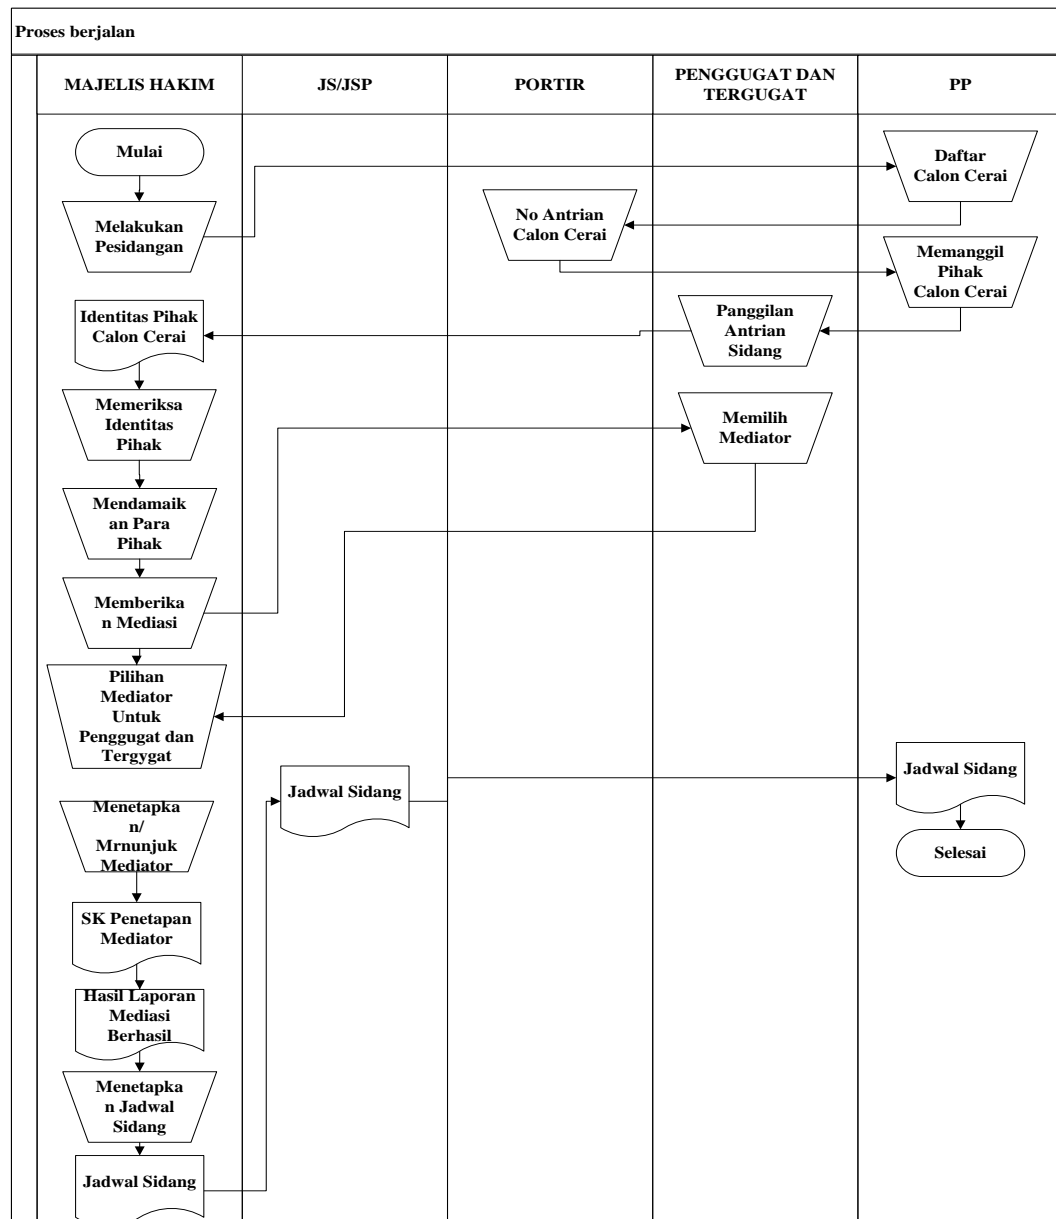 Proses berjalan
MAJELIS HAKIM
JS/JSP
PORTIR
PENGGUGAT DAN
TERGUGAT
PP
Mulai
Daftar
Calon Cerai
Melakukan
Pesidangan
No Antrian
Calon Cerai
Memanggil
Pihak
Calon Cerai
Identitas Pihak
Calon Cerai
Panggilan
Antrian
Sidang
Memeriksa
Identitas
Pihak
Memilih
Mediator
Mendamaik
an Para
Pihak
Memberika
n Mediasi
Pilihan
Mediator
Untuk
Penggugat dan
Tergygat
Jadwal Sidang
Jadwal Sidang
Menetapka
n/
Mrnunjuk
Mediator
Selesai
SK Penetapan
Mediator
Hasil Laporan
Mediasi
Berhasil
Menetapka
n Jadwal
Sidang
Jadwal Sidang